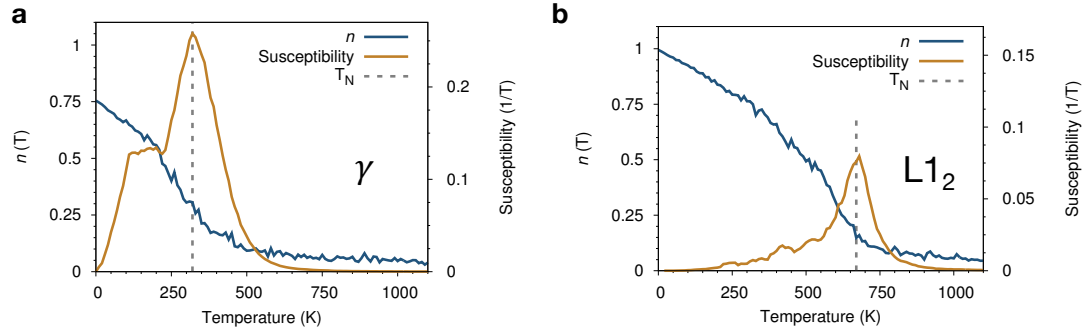 a
n
Susceptibility
T_N
γ
n (T)
1
0.75
0.5
0.25
0
0.2
0.1
0
Susceptibility (1/T)
0 250 500 750 1000
Temperature (K)
b
n
Susceptibility
T_N
L1₂
n (T)
1
0.75
0.5
0.25
0
0.15
0.1
0.05
0
Susceptibility (1/T)
0 250 500 750 1000
Temperature (K)